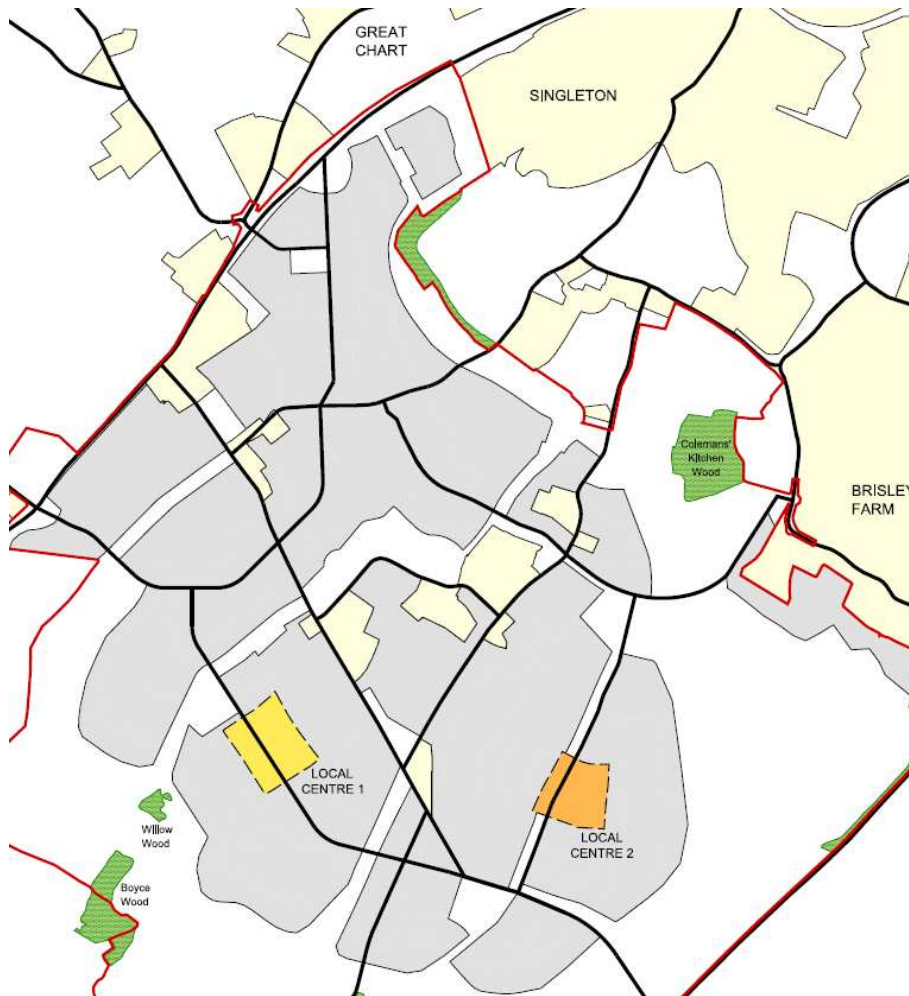 GREAT
CHART
SINGLETON
Colemans'
Kitchen
Wood
BRISLEY
FARM
LOCAL
CENTRE 1
Willow
Wood
LOCAL
CENTRE 2
Boyce
Wood